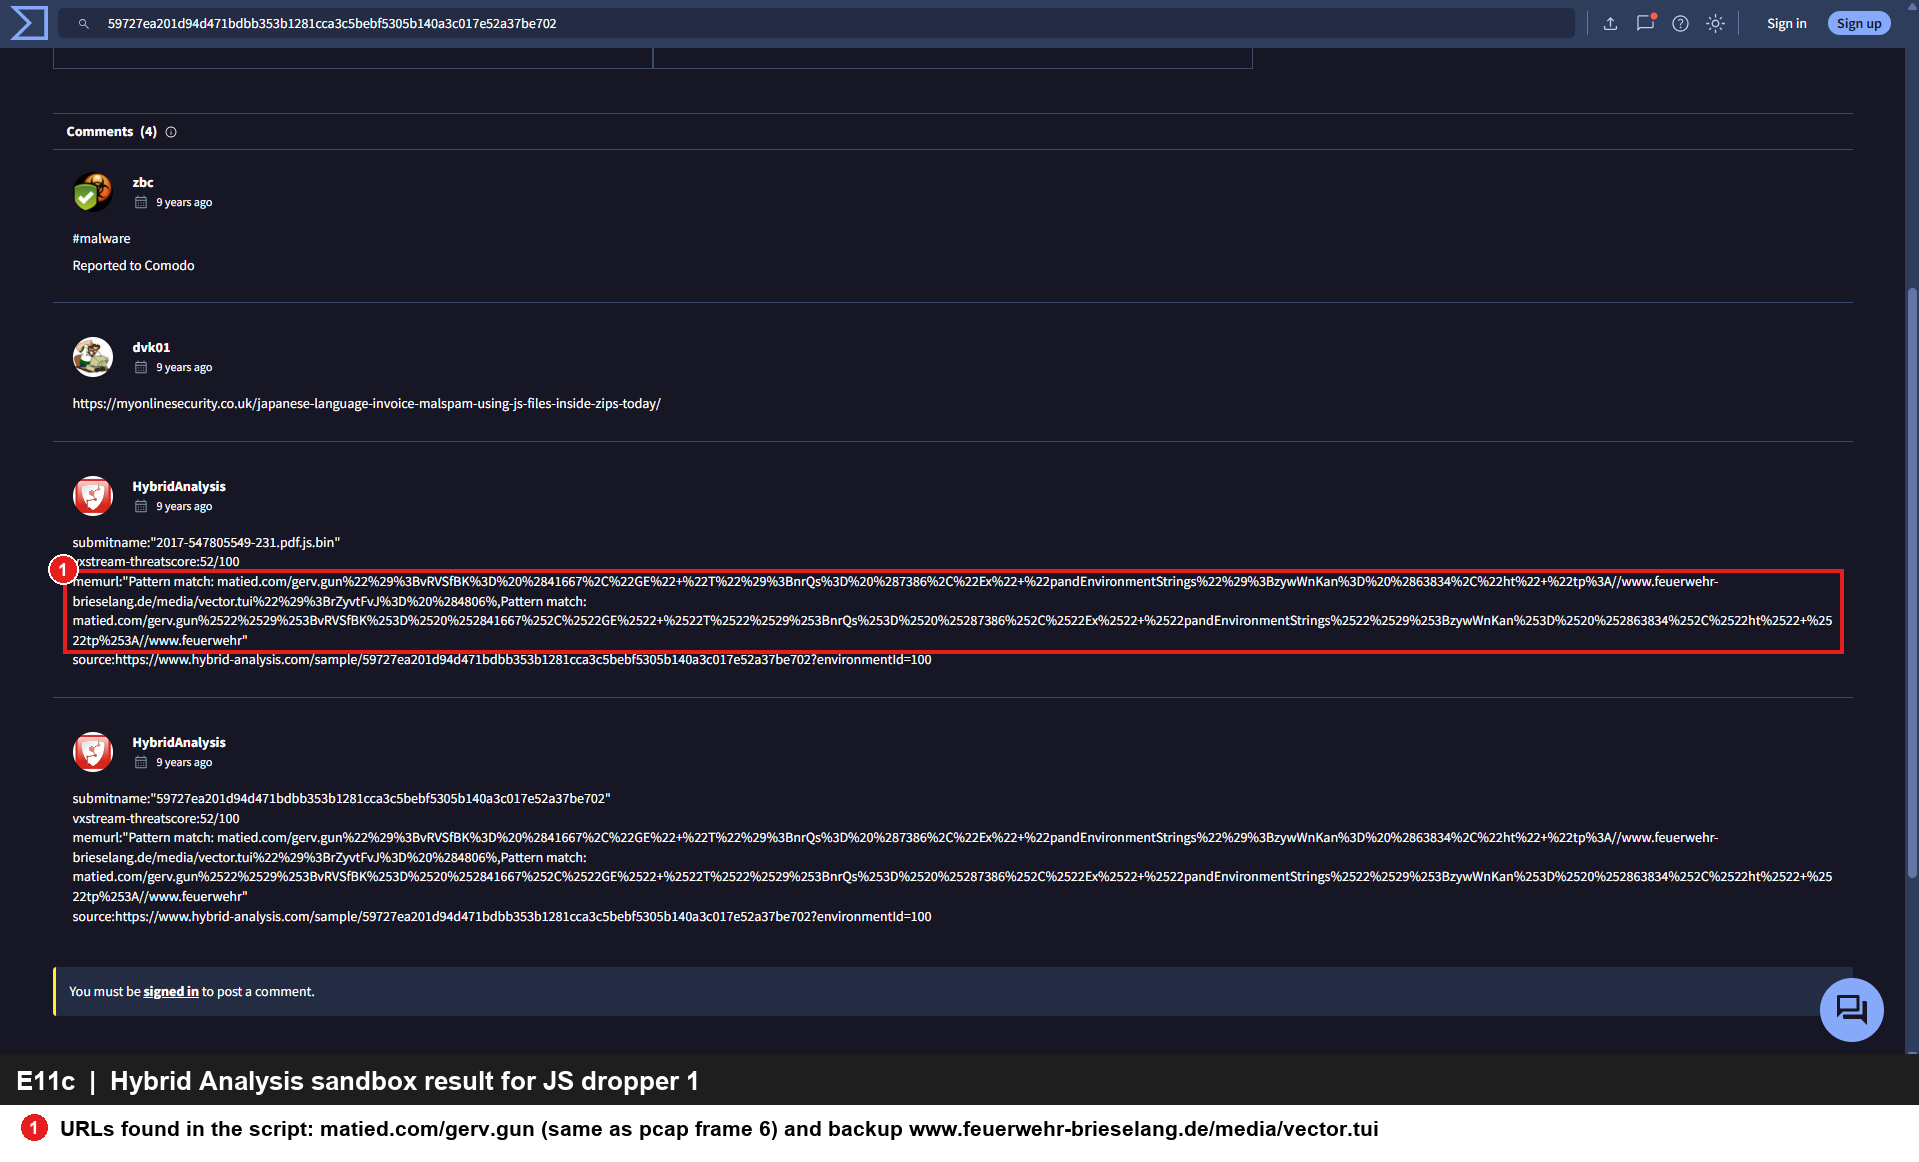 59727ea201d94d471bdbb353b1281cca3c5bebf5305b140a3c017e52a37be702
Sign in
Sign up
Comments (4)
zbc
9 years ago
#malware
Reported to Comodo
dvk01
9 years ago
https://myonlinesecurity.co.uk/japanese-language-invoice-malspam-using-js-files-inside-zips-today/
HybridAnalysis
9 years ago
submitname:"2017-547805549-231.pdf.js.bin"
vxstream-threatscore:52/100
1
memurl:"Pattern match: matied.com/gerv.gun%22%29%3BvRVSfBK%3D%20%2841667%2C%22GE%22+%22T%22%29%3BnrQs%3D%20%287386%2C%22Ex%22+%22pandEnvironmentStrings%22%29%3BzywWnKan%3D%20%2863834%2C%22ht%22+%22tp%3A//www.feuerwehr-
brieselang.de/media/vector.tui%22%29%3BrZyvtFvJ%3D%20%284806%,Pattern match:
matied.com/gerv.gun%2522%2529%253BvRVSfBK%253D%2520%252841667%252C%2522GE%2522+%2522T%2522%2529%253BnrQs%253D%2520%25287386%252C%2522Ex%2522+%2522pandEnvironmentStrings%2522%2529%253BzywWnKan%253D%2520%252863834%252C%2522ht%2522+%25
22tp%253A//www.feuerwehr"
source:https://www.hybrid-analysis.com/sample/59727ea201d94d471bdbb353b1281cca3c5bebf5305b140a3c017e52a37be702?environmentId=100
HybridAnalysis
9 years ago
submitname:"59727ea201d94d471bdbb353b1281cca3c5bebf5305b140a3c017e52a37be702"
vxstream-threatscore:52/100
memurl:"Pattern match: matied.com/gerv.gun%22%29%3BvRVSfBK%3D%20%2841667%2C%22GE%22+%22T%22%29%3BnrQs%3D%20%287386%2C%22Ex%22+%22pandEnvironmentStrings%22%29%3BzywWnKan%3D%20%2863834%2C%22ht%22+%22tp%3A//www.feuerwehr-
brieselang.de/media/vector.tui%22%29%3BrZyvtFvJ%3D%20%284806%,Pattern match:
matied.com/gerv.gun%2522%2529%253BvRVSfBK%253D%2520%252841667%252C%2522GE%2522+%2522T%2522%2529%253BnrQs%253D%2520%25287386%252C%2522Ex%2522+%2522pandEnvironmentStrings%2522%2529%253BzywWnKan%253D%2520%252863834%252C%2522ht%2522+%25
22tp%253A//www.feuerwehr"
source:https://www.hybrid-analysis.com/sample/59727ea201d94d471bdbb353b1281cca3c5bebf5305b140a3c017e52a37be702?environmentId=100
You must be signed in to post a comment.
E11c | Hybrid Analysis sandbox result for JS dropper 1
1 URLs found in the script: matied.com/gerv.gun (same as pcap frame 6) and backup www.feuerwehr-brieselang.de/media/vector.tui